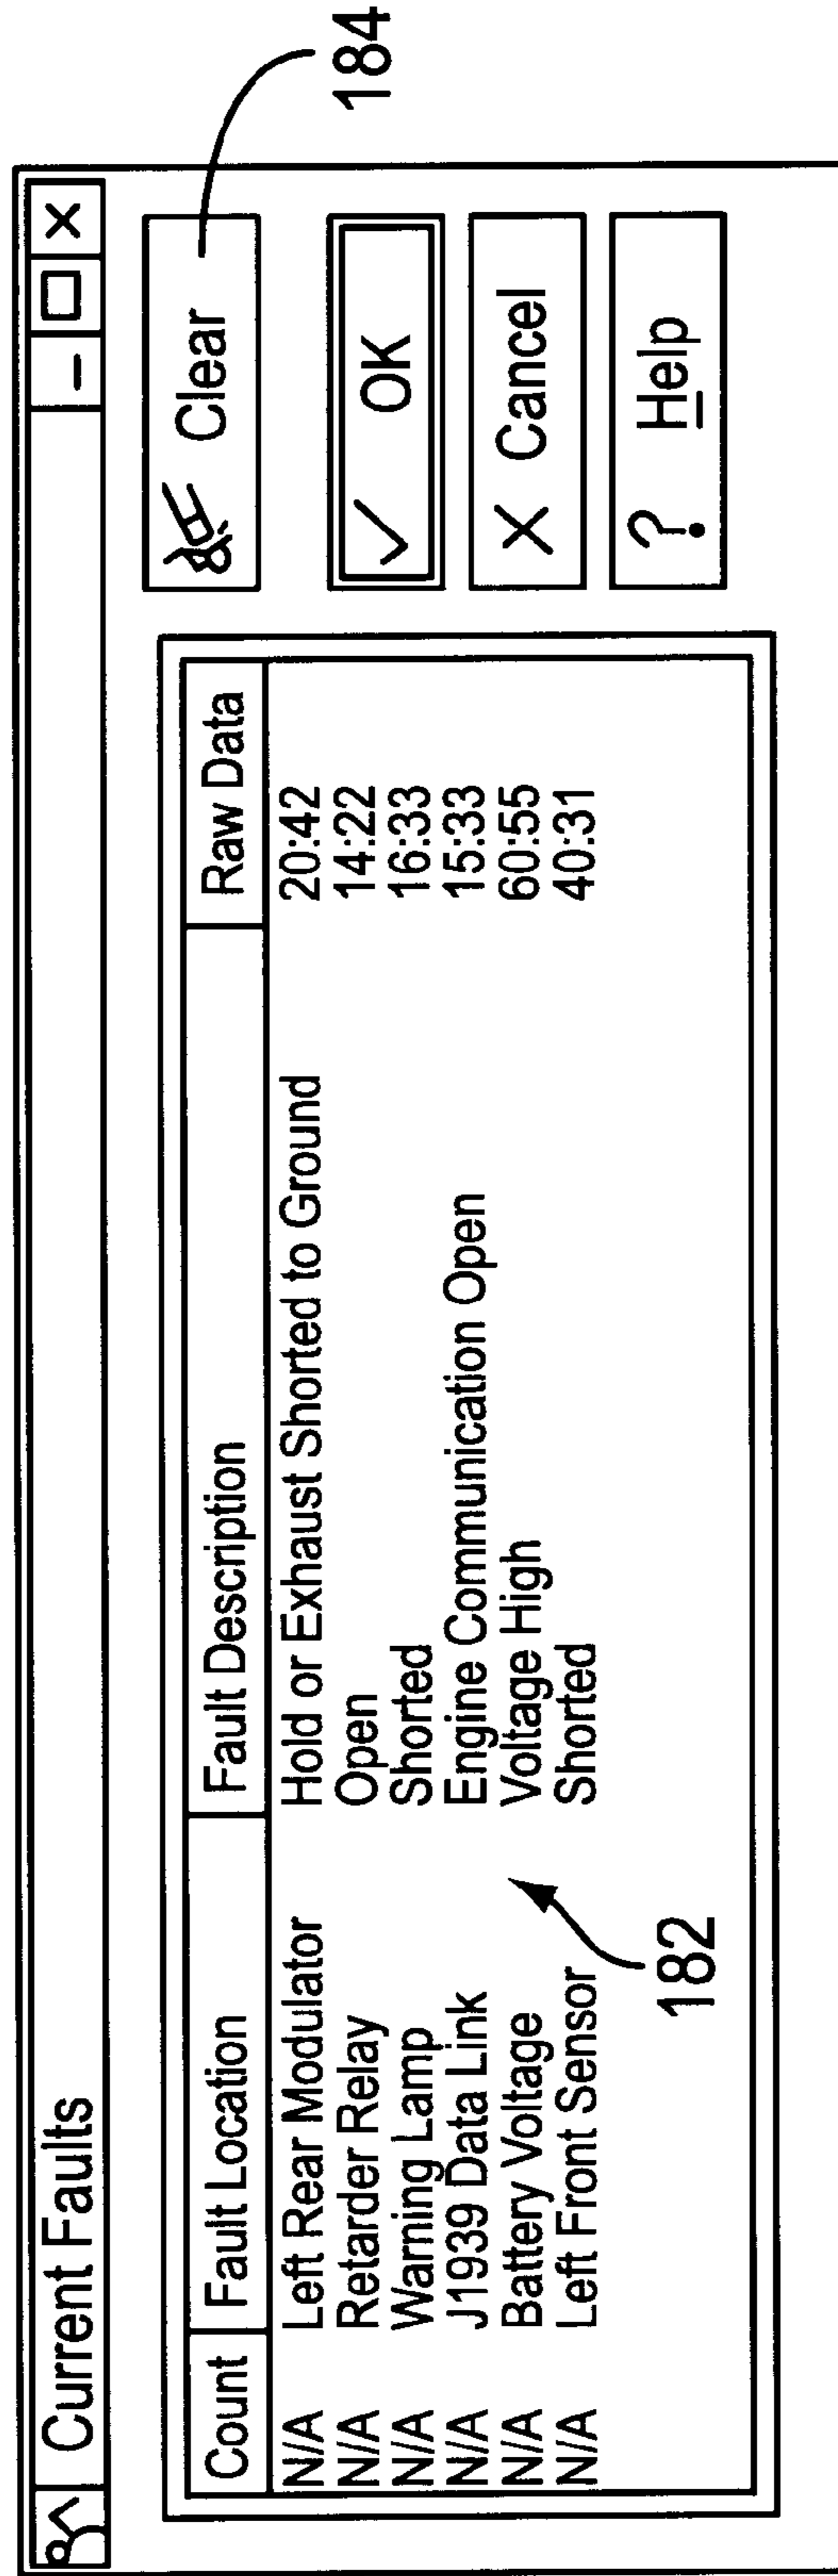 Current Faults
Count Fault Location Fault Description Raw Data
N/A Left Rear Modulator Hold or Exhaust Shorted to Ground 20:42
N/A Retarder Relay Open 14:22
N/A Warning Lamp Shorted 16:33
N/A J1939 Data Link Engine Communication Open 15:33
N/A Battery Voltage Voltage High 60:55
N/A Left Front Sensor Shorted 40:31
Clear
OK
X Cancel
? Help
184
182